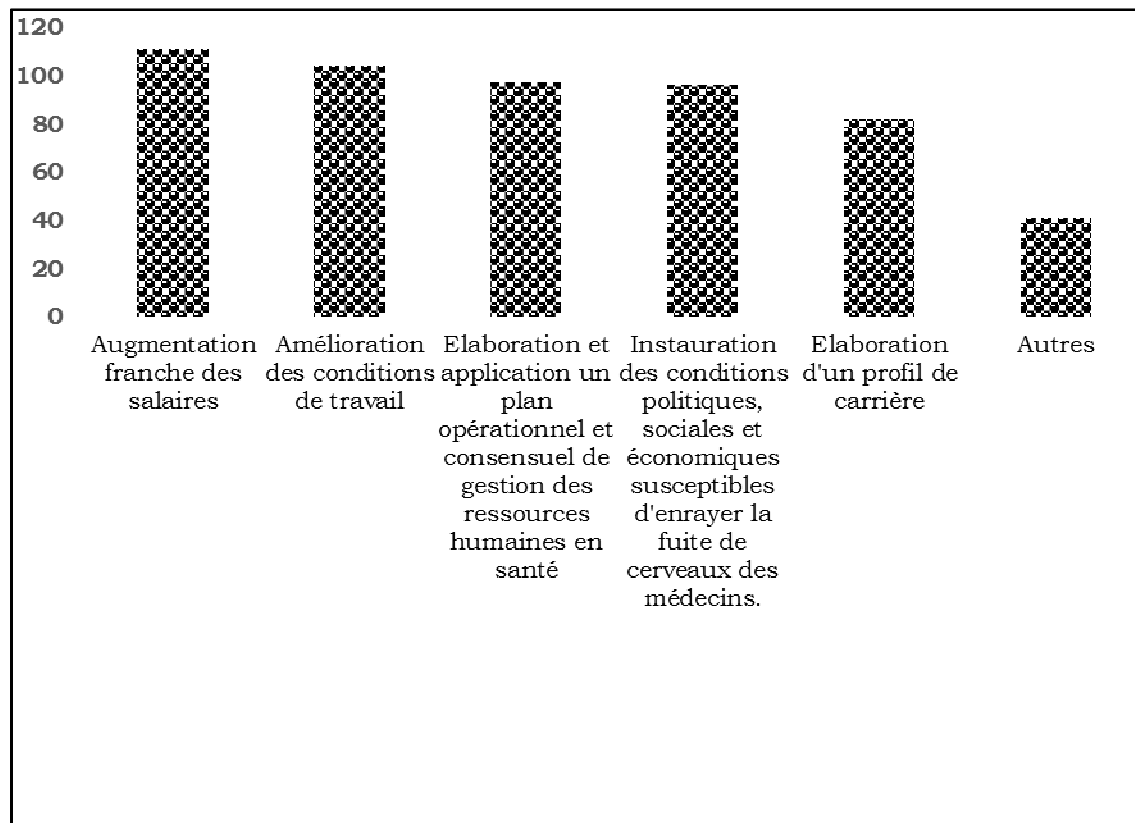 120
100
80
60
40
20
0
Augmentation
franche des
salaires
Amélioration
des conditions
de travail
Elaboration et
application un
plan
opérationnel et
consensuel de
gestion des
ressources
humaines en
santé
Instauration
des conditions
politiques,
sociales et
économiques
susceptibles
d'enrayer la
fuite de
cerveaux des
médecins.
Elaboration
d'un profil de
carrière
Autres